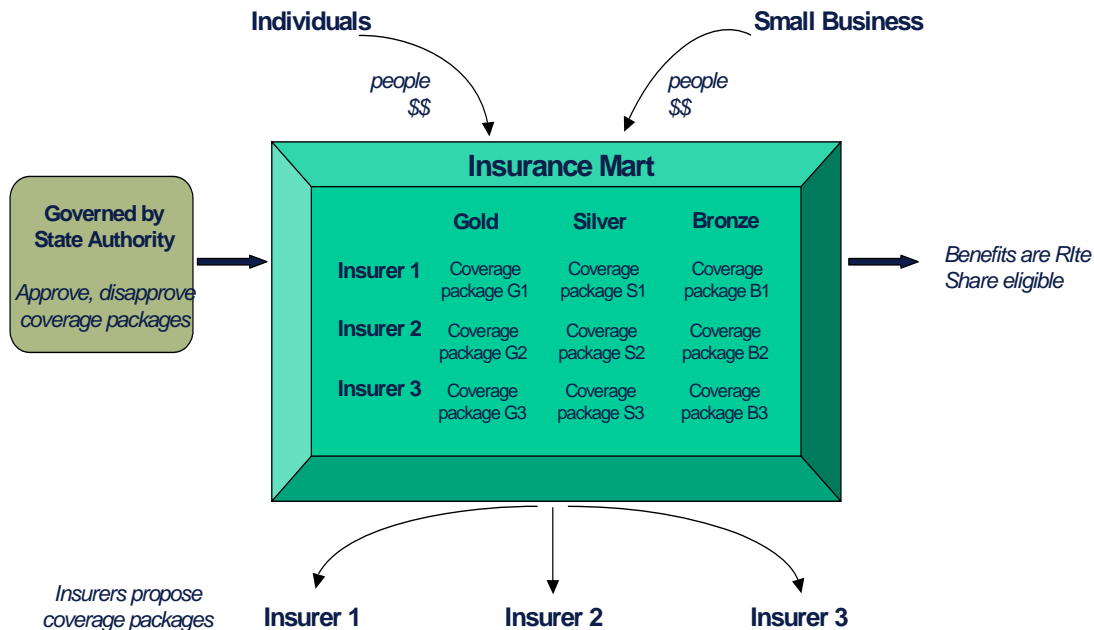 Individuals
Small Business
people
$$
people
$$
Insurance Mart
Governed by
State Authority
Approve, disapprove
coverage packages
Gold Silver Bronze
Insurer 1
Coverage
package G1
Coverage
package S1
Coverage
package B1
Insurer 2
Coverage
package G2
Coverage
package S2
Coverage
package B2
Insurer 3
Coverage
package G3
Coverage
package S3
Coverage
package B3
Benefits are RIte
Share eligible
Insurers propose
coverage packages
Insurer 1
Insurer 2
Insurer 3